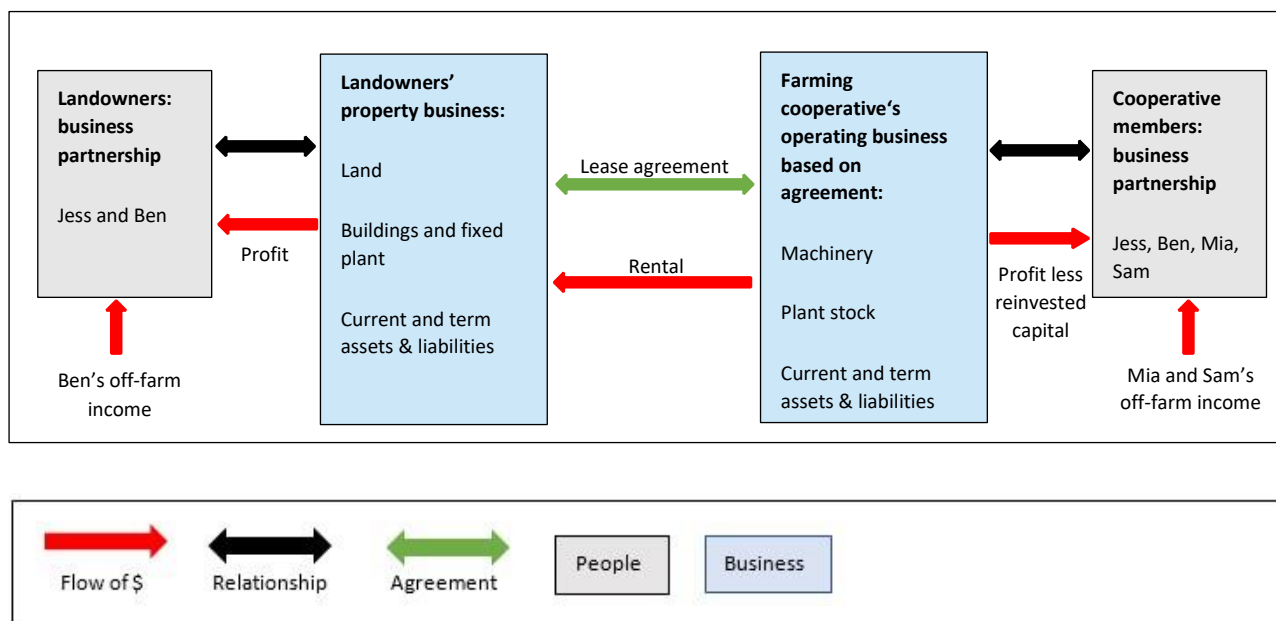 Landowners:
business
partnership
Jess and Ben
Profit
Ben’s off-farm
income
Landowners’
property business:
Land
Buildings and fixed
plant
Current and term
assets & liabilities
Lease agreement
Rental
Farming
cooperative‘s
operating business
based on
agreement:
Machinery
Plant stock
Current and term
assets & liabilities
Profit less
reinvested
capital
Cooperative
members:
business
partnership
Jess, Ben, Mia,
Sam
Mia and Sam’s
off-farm income
Flow of $
Relationship
Agreement
People
Business